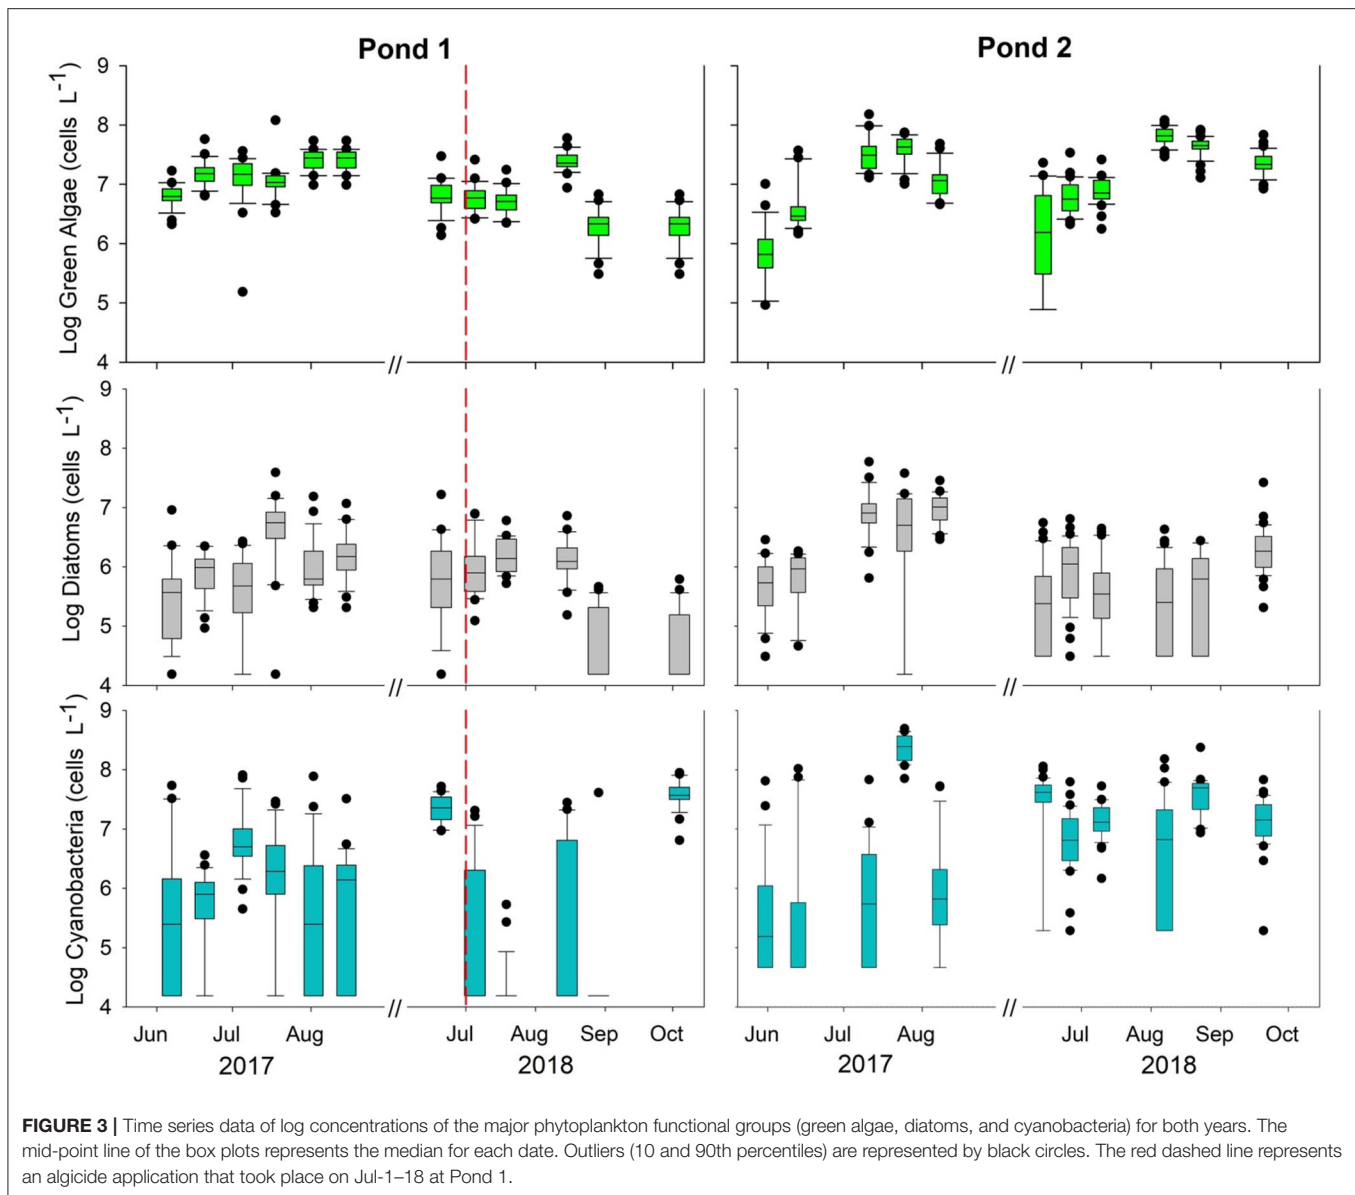 Pond 1
Pond 2
Log Green Algae (cells L-1)
9
8
7
6
5
4
//
//
Log Diatoms (cells L-1)
9
8
7
6
5
4
//
//
Log Cyanobacteria (cells L-1)
9
8
7
6
5
4
//
//
Jun Jul Aug Jul Aug Sep Oct Jun Jul Aug Jul Aug Sep Oct
2017 2018 2017 2018
FIGURE 3 | Time series data of log concentrations of the major phytoplankton functional groups (green algae, diatoms, and cyanobacteria) for both years. The
mid-point line of the box plots represents the median for each date. Outliers (10 and 90th percentiles) are represented by black circles. The red dashed line represents
an algicide application that took place on Jul-1–18 at Pond 1.